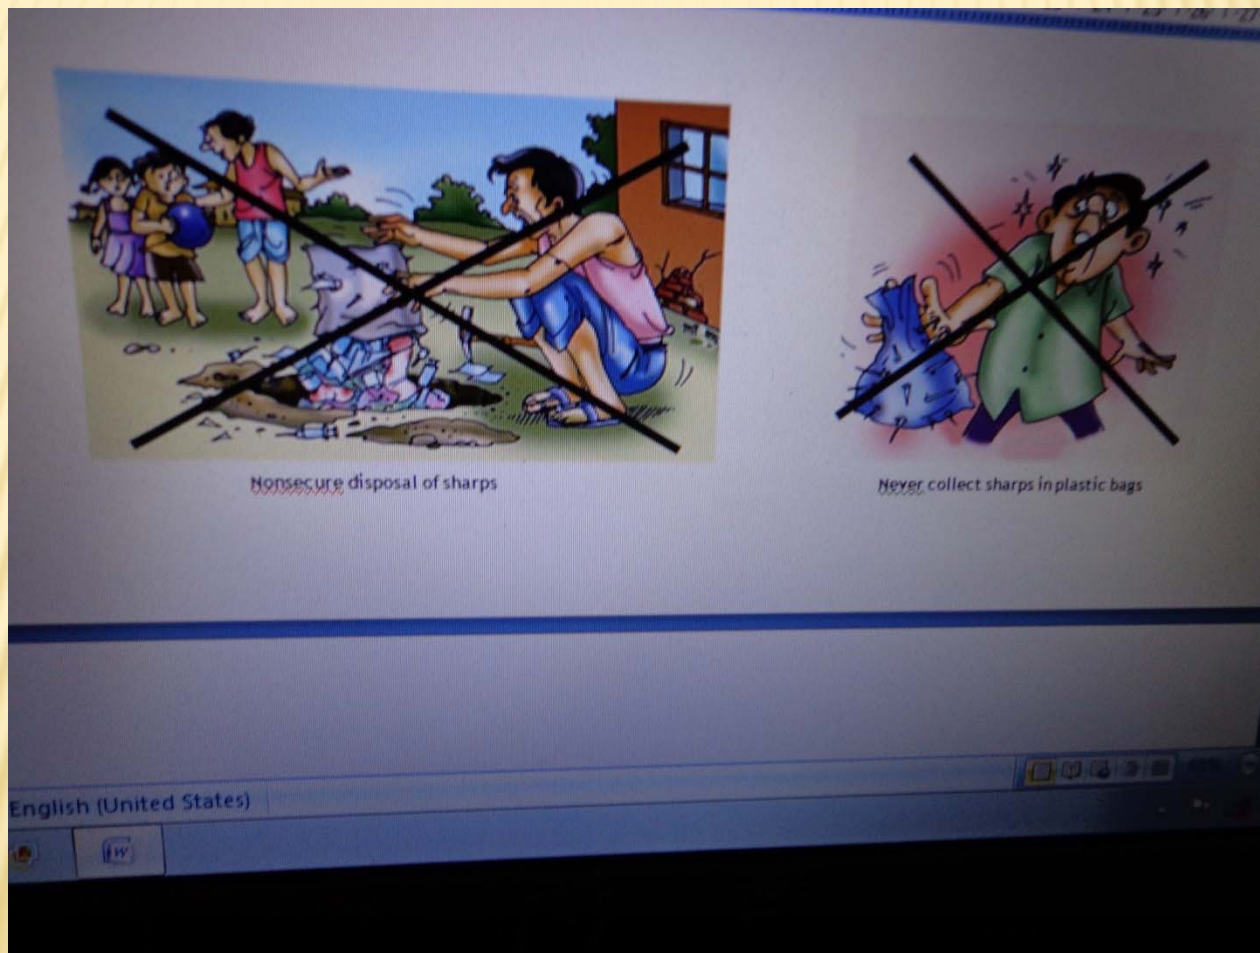 Nonsecure disposal of sharps
Never collect sharps in plastic bags
English (United States)
W